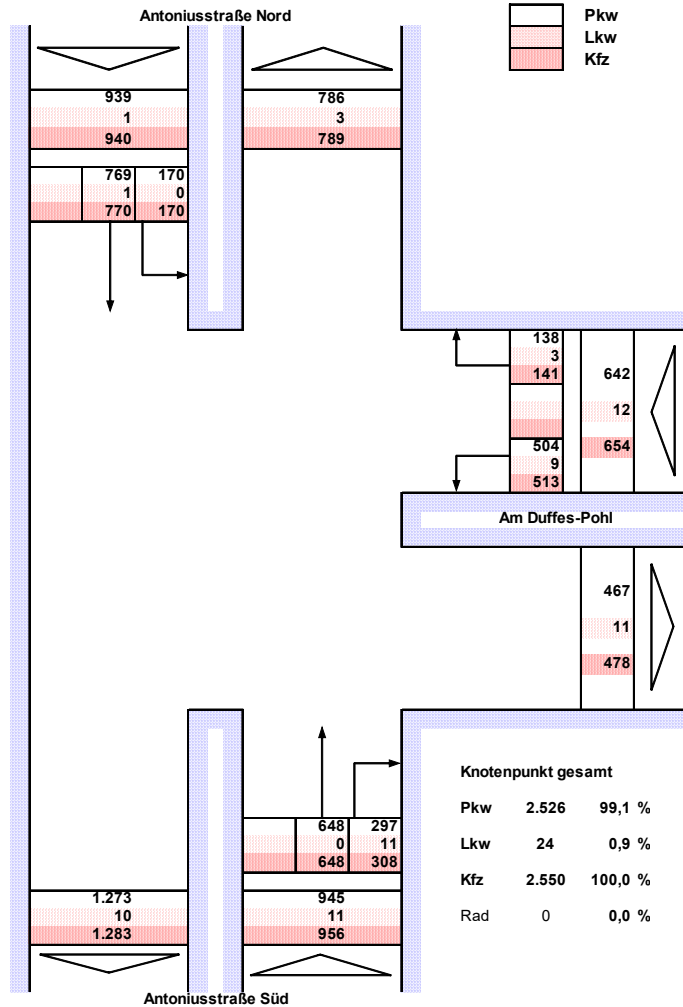 Antoniusstraße Nord
Pkw
Lkw
Kfz
939
1
940
786
3
789
769 170
1 0
770 170
138
3
141
504
9
513
642
12
654
Am Duffes-Pohl
467
11
478
648 297
0 11
648 308
1.273
10
1.283
945
11
956
Antoniusstraße Süd
Knotenpunkt gesamt
Pkw 2.526 99,1 %
Lkw 24 0,9 %
Kfz 2.550 100,0 %
Rad 0 0,0 %